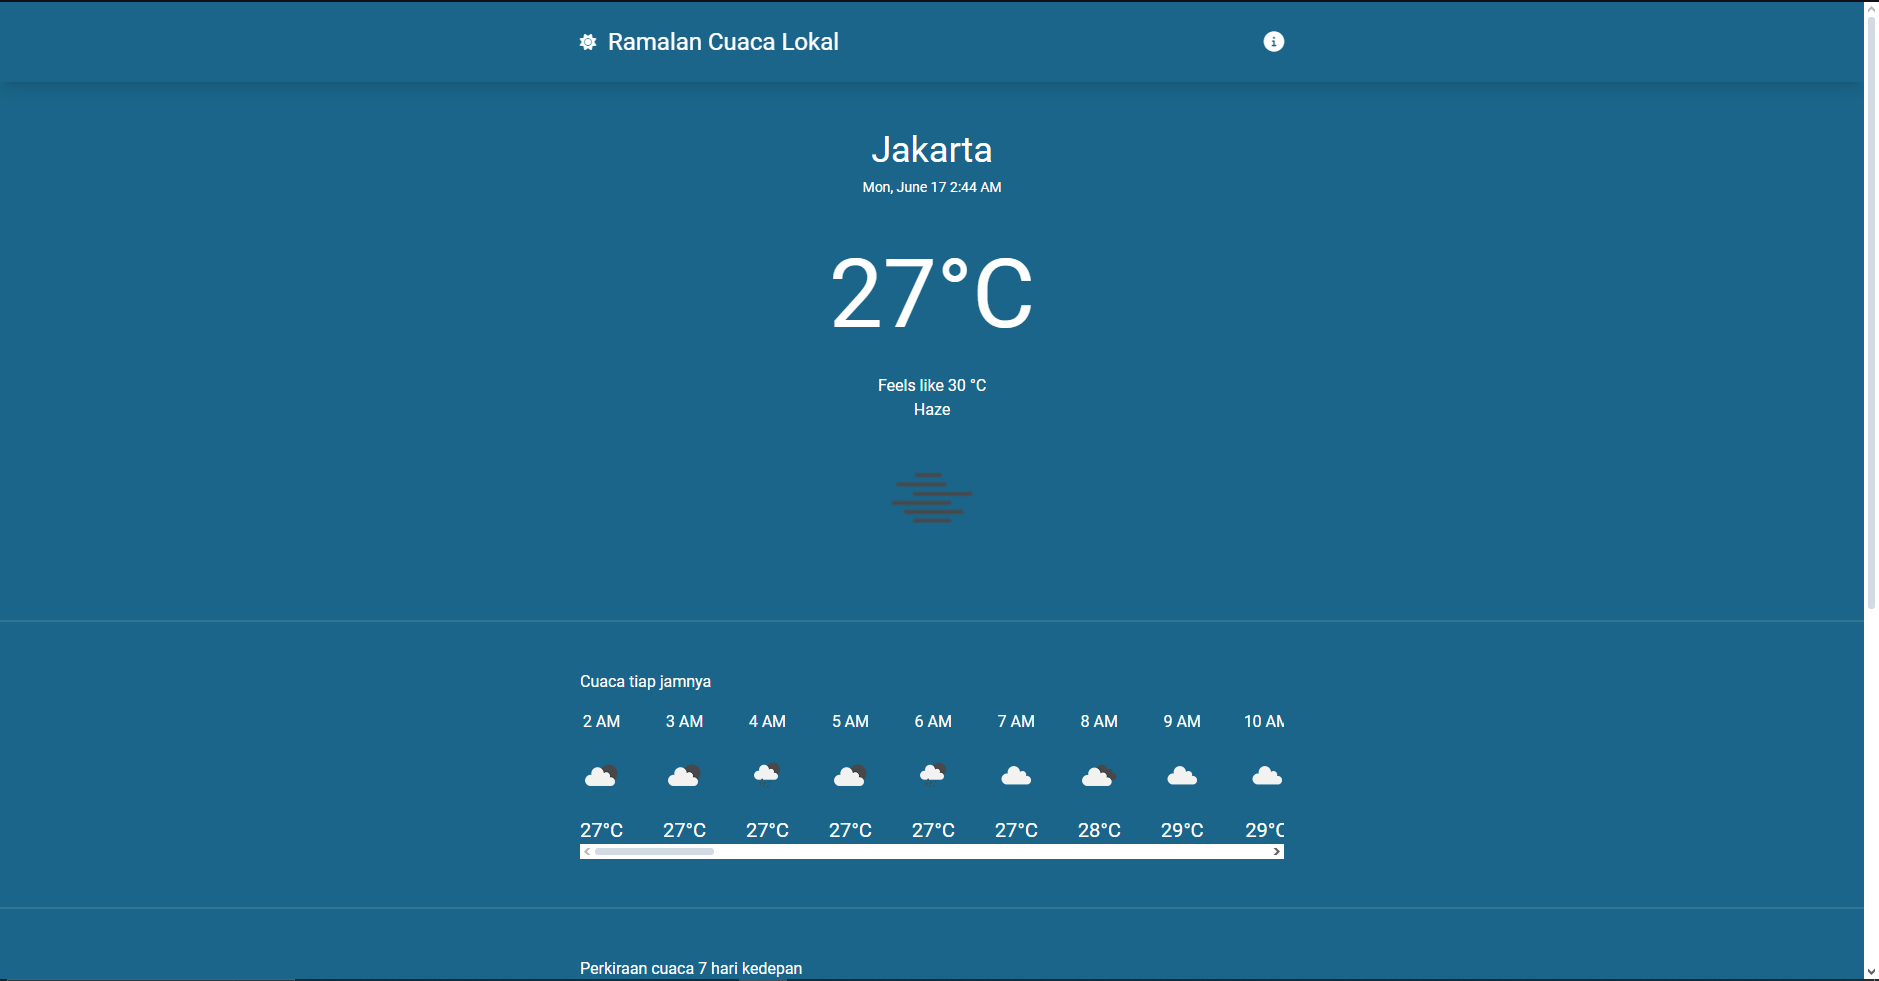 Ramalan Cuaca Lokal
Jakarta
Mon, June 17 2:44 AM
27°C
Feels like 30 °C
Haze
Cuaca tiap jamnya
2 AM 3 AM 4 AM 5 AM 6 AM 7 AM 8 AM 9 AM 10 AM
27°C 27°C 27°C 27°C 27°C 27°C 28°C 29°C 29°C
Perkiraan cuaca 7 hari kedepan